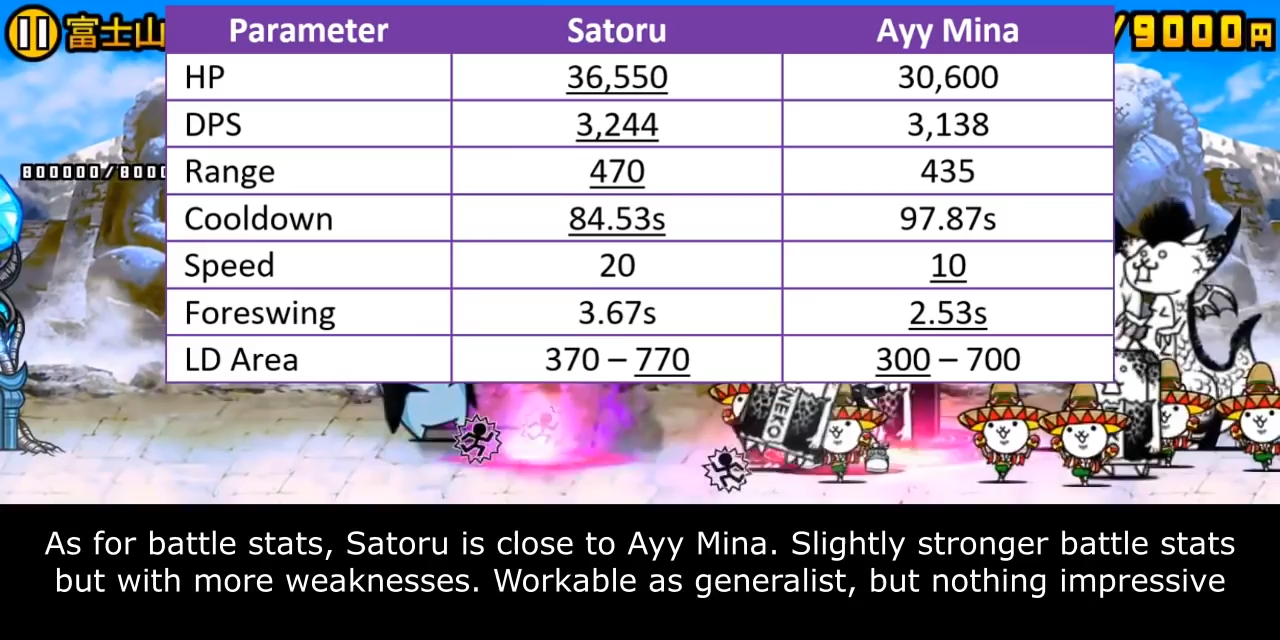 富士山
/9000円
800000/8000
Parameter Satoru Ayy Mina
HP 36,550 30,600
DPS 3,244 3,138
Range 470 435
Cooldown 84.53s 97.87s
Speed 20 10
Foreswing 3.67s 2.53s
LD Area 370 – 770 300 – 700
NEKO
As for battle stats, Satoru is close to Ayy Mina. Slightly stronger battle stats
but with more weaknesses. Workable as generalist, but nothing impressive